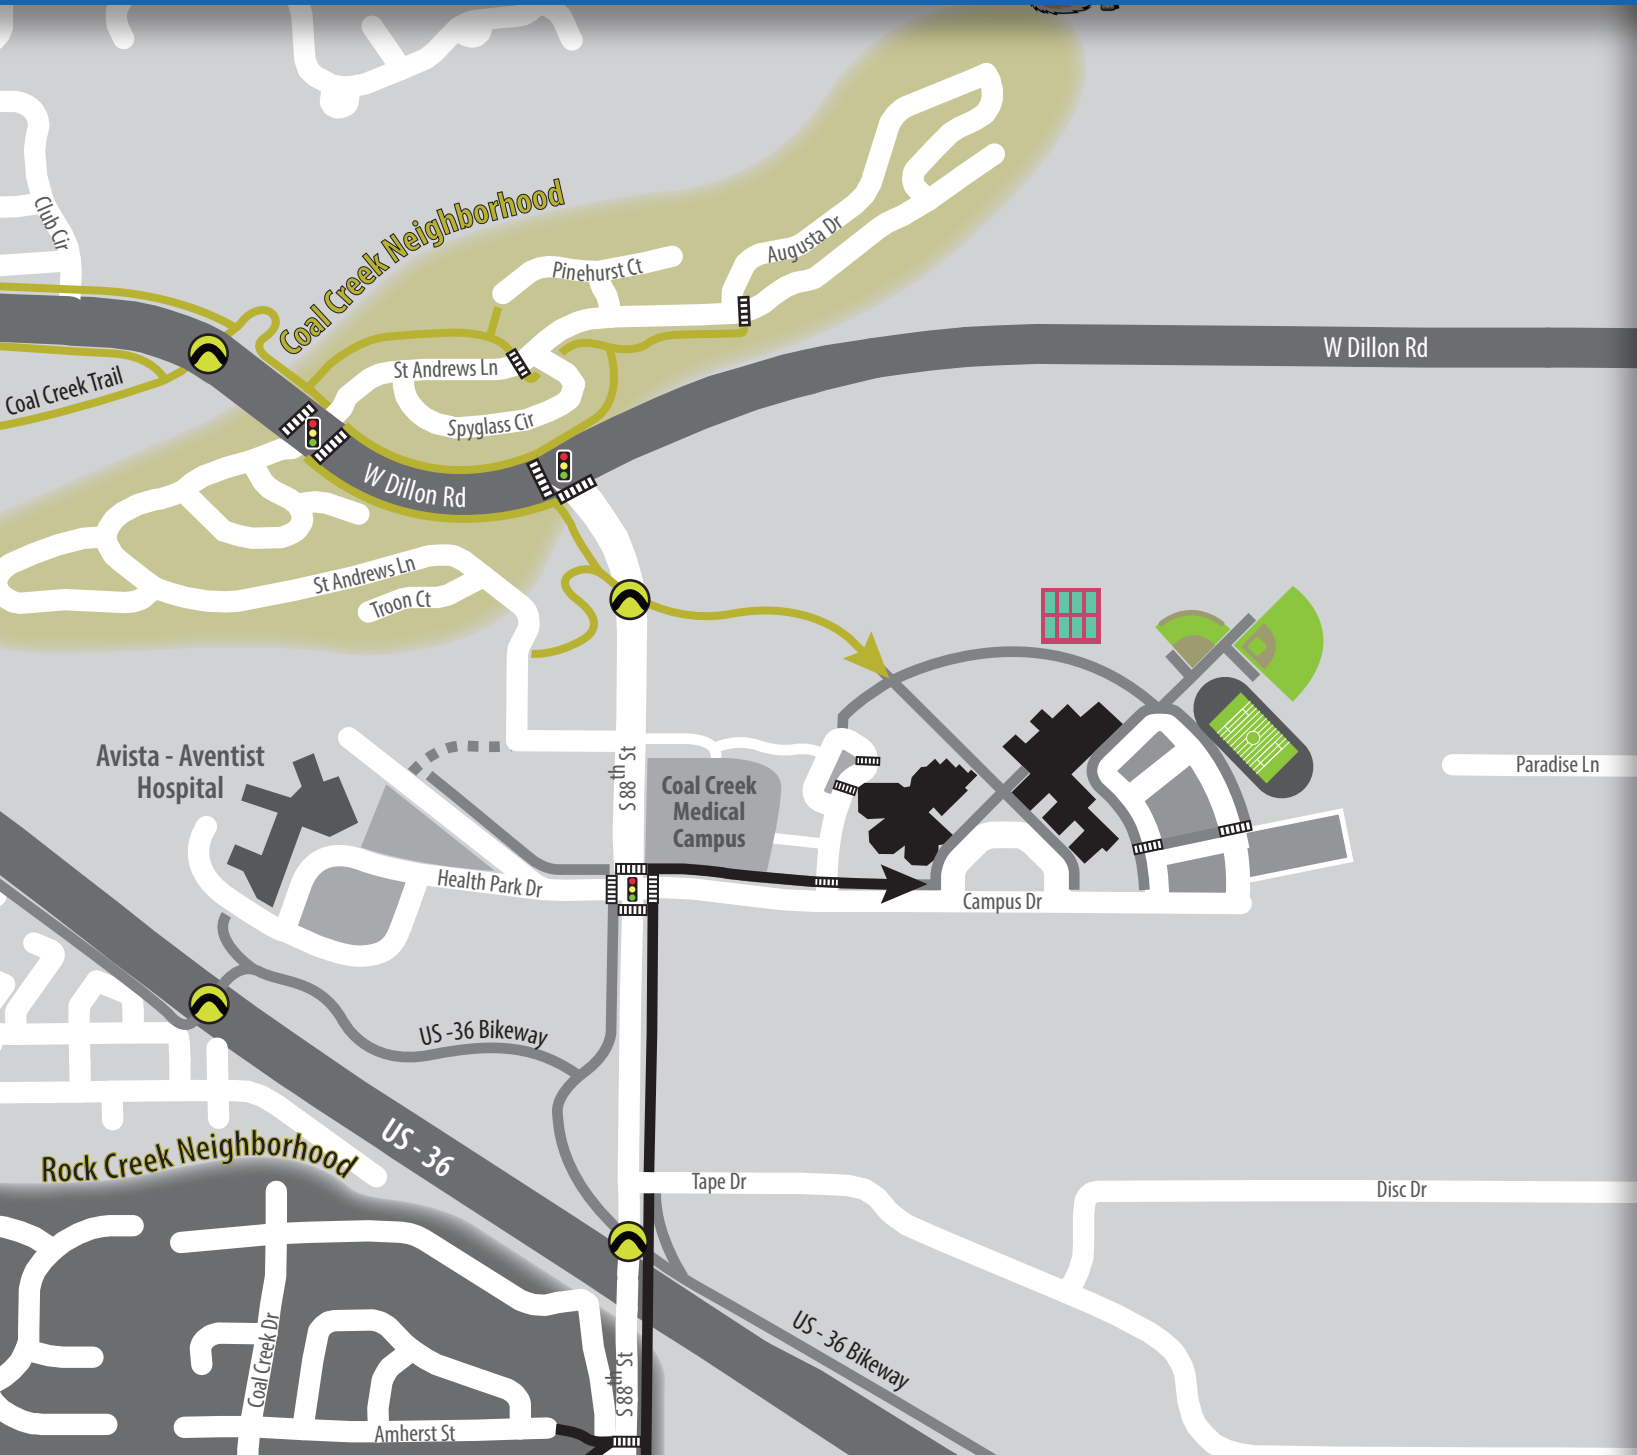 Club Cir
Coal Creek Neighborhood
Pinehurst Ct
Augusta Dr
St Andrews Ln
W Dillon Rd
Coal Creek Trail
Spyglass Cir
W Dillon Rd
St Andrews Ln
Troon Ct
Avista - Aventist
Hospital
S 88th St
Coal Creek
Medical
Campus
Paradise Ln
Health Park Dr
Campus Dr
US -36 Bikeway
US - 36
Rock Creek Neighborhood
Tape Dr
Disc Dr
Coal Creek Dr
S 88th St
US - 36 Bikeway
Amherst St